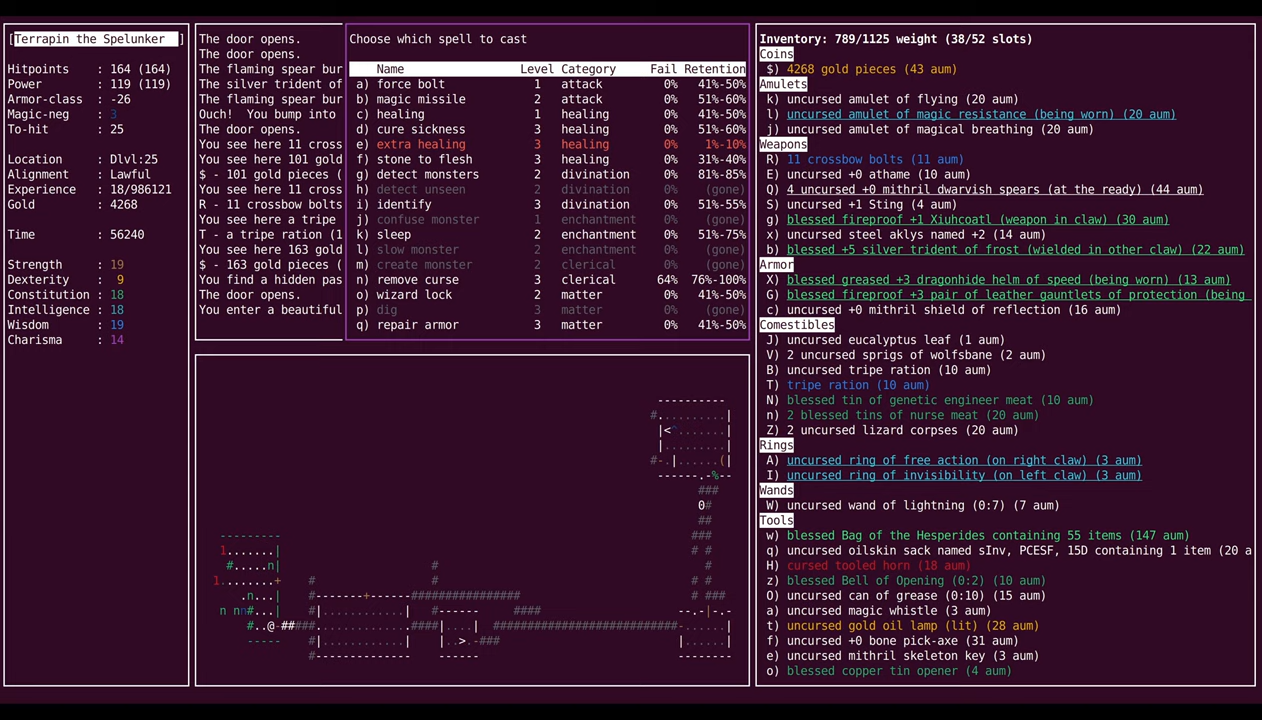 [Terrapin the Spelunker  ]
Hitpoints    : 164 (164)
Power        : 119 (119)
Armor-class  : -26
Magic-neg    : 3
To-hit       : 25
Location     : Dlvl:25
Alignment    : Lawful
Experience   : 18/986121
Gold         : 4268
Time         : 56240
Strength     : 19
Dexterity    :  9
Constitution : 18
Intelligence : 18
Wisdom       : 19
Charisma     : 14
The door opens.
The door opens.
The flaming spear bur
The silver trident of
The flaming spear bur
Ouch!  You bump into
The door opens.
You see here 11 cross
You see here 101 gold
$ - 101 gold pieces (
You see here 11 cross
R - 11 crossbow bolts
You see here a tripe
T - a tripe ration (1
You see here 163 gold
$ - 163 gold pieces (
You find a hidden pas
The door opens.
You enter a beautiful
Choose which spell to cast
Name Level Category Fail Retention
a) force bolt 1 attack 0% 41%-50%
b) magic missile 2 attack 0% 51%-60%
c) healing 1 healing 0% 41%-50%
d) cure sickness 3 healing 0% 51%-60%
e) extra healing 3 healing 0% 1%-10%
f) stone to flesh 3 healing 0% 31%-40%
g) detect monsters 2 divination 0% 81%-85%
h) detect unseen 2 divination 0% (gone)
i) identify 3 divination 0% 51%-55%
j) confuse monster 1 enchantment 0% (gone)
k) sleep 2 enchantment 0% 51%-75%
l) slow monster 2 enchantment 0% (gone)
m) create monster 2 clerical 0% (gone)
n) remove curse 3 clerical 64% 76%-100%
o) wizard lock 2 matter 0% 41%-50%
p) dig 3 matter 0% (gone)
q) repair armor 3 matter 0% 41%-50%
Inventory: 789/1125 weight (38/52 slots)
Coins
$) 4268 gold pieces (43 aum)
Amulets
k) uncursed amulet of flying (20 aum)
l) uncursed amulet of magic resistance (being worn) (20 aum)
j) uncursed amulet of magical breathing (20 aum)
Weapons
R) 11 crossbow bolts (11 aum)
E) uncursed +0 athame (10 aum)
Q) 4 uncursed +0 mithril dwarvish spears (at the ready) (44 aum)
S) uncursed +1 Sting (4 aum)
g) blessed fireproof +1 Xiuhcoatl (weapon in claw) (30 aum)
x) uncursed steel aklys named +2 (14 aum)
b) blessed +5 silver trident of frost (wielded in other claw) (22 aum)
Armor
X) blessed greased +3 dragonhide helm of speed (being worn) (13 aum)
G) blessed fireproof +3 pair of leather gauntlets of protection (being
c) uncursed +0 mithril shield of reflection (16 aum)
Comestibles
J) uncursed eucalyptus leaf (1 aum)
V) 2 uncursed sprigs of wolfsbane (2 aum)
B) uncursed tripe ration (10 aum)
T) tripe ration (10 aum)
N) blessed tin of genetic engineer meat (10 aum)
n) 2 blessed tins of nurse meat (20 aum)
Z) 2 uncursed lizard corpses (20 aum)
Rings
A) uncursed ring of free action (on right claw) (3 aum)
I) uncursed ring of invisibility (on left claw) (3 aum)
Wands
W) uncursed wand of lightning (0:7) (7 aum)
Tools
w) blessed Bag of the Hesperides containing 55 items (147 aum)
q) uncursed oilskin sack named sInv, PCESF, 15D containing 1 item (20 a
H) cursed tooled horn (18 aum)
z) blessed Bell of Opening (0:2) (10 aum)
O) uncursed can of grease (0:10) (15 aum)
a) uncursed magic whistle (3 aum)
t) uncursed gold oil lamp (lit) (28 aum)
f) uncursed +0 bone pick-axe (31 aum)
e) uncursed mithril skeleton key (3 aum)
o) blessed copper tin opener (4 aum)